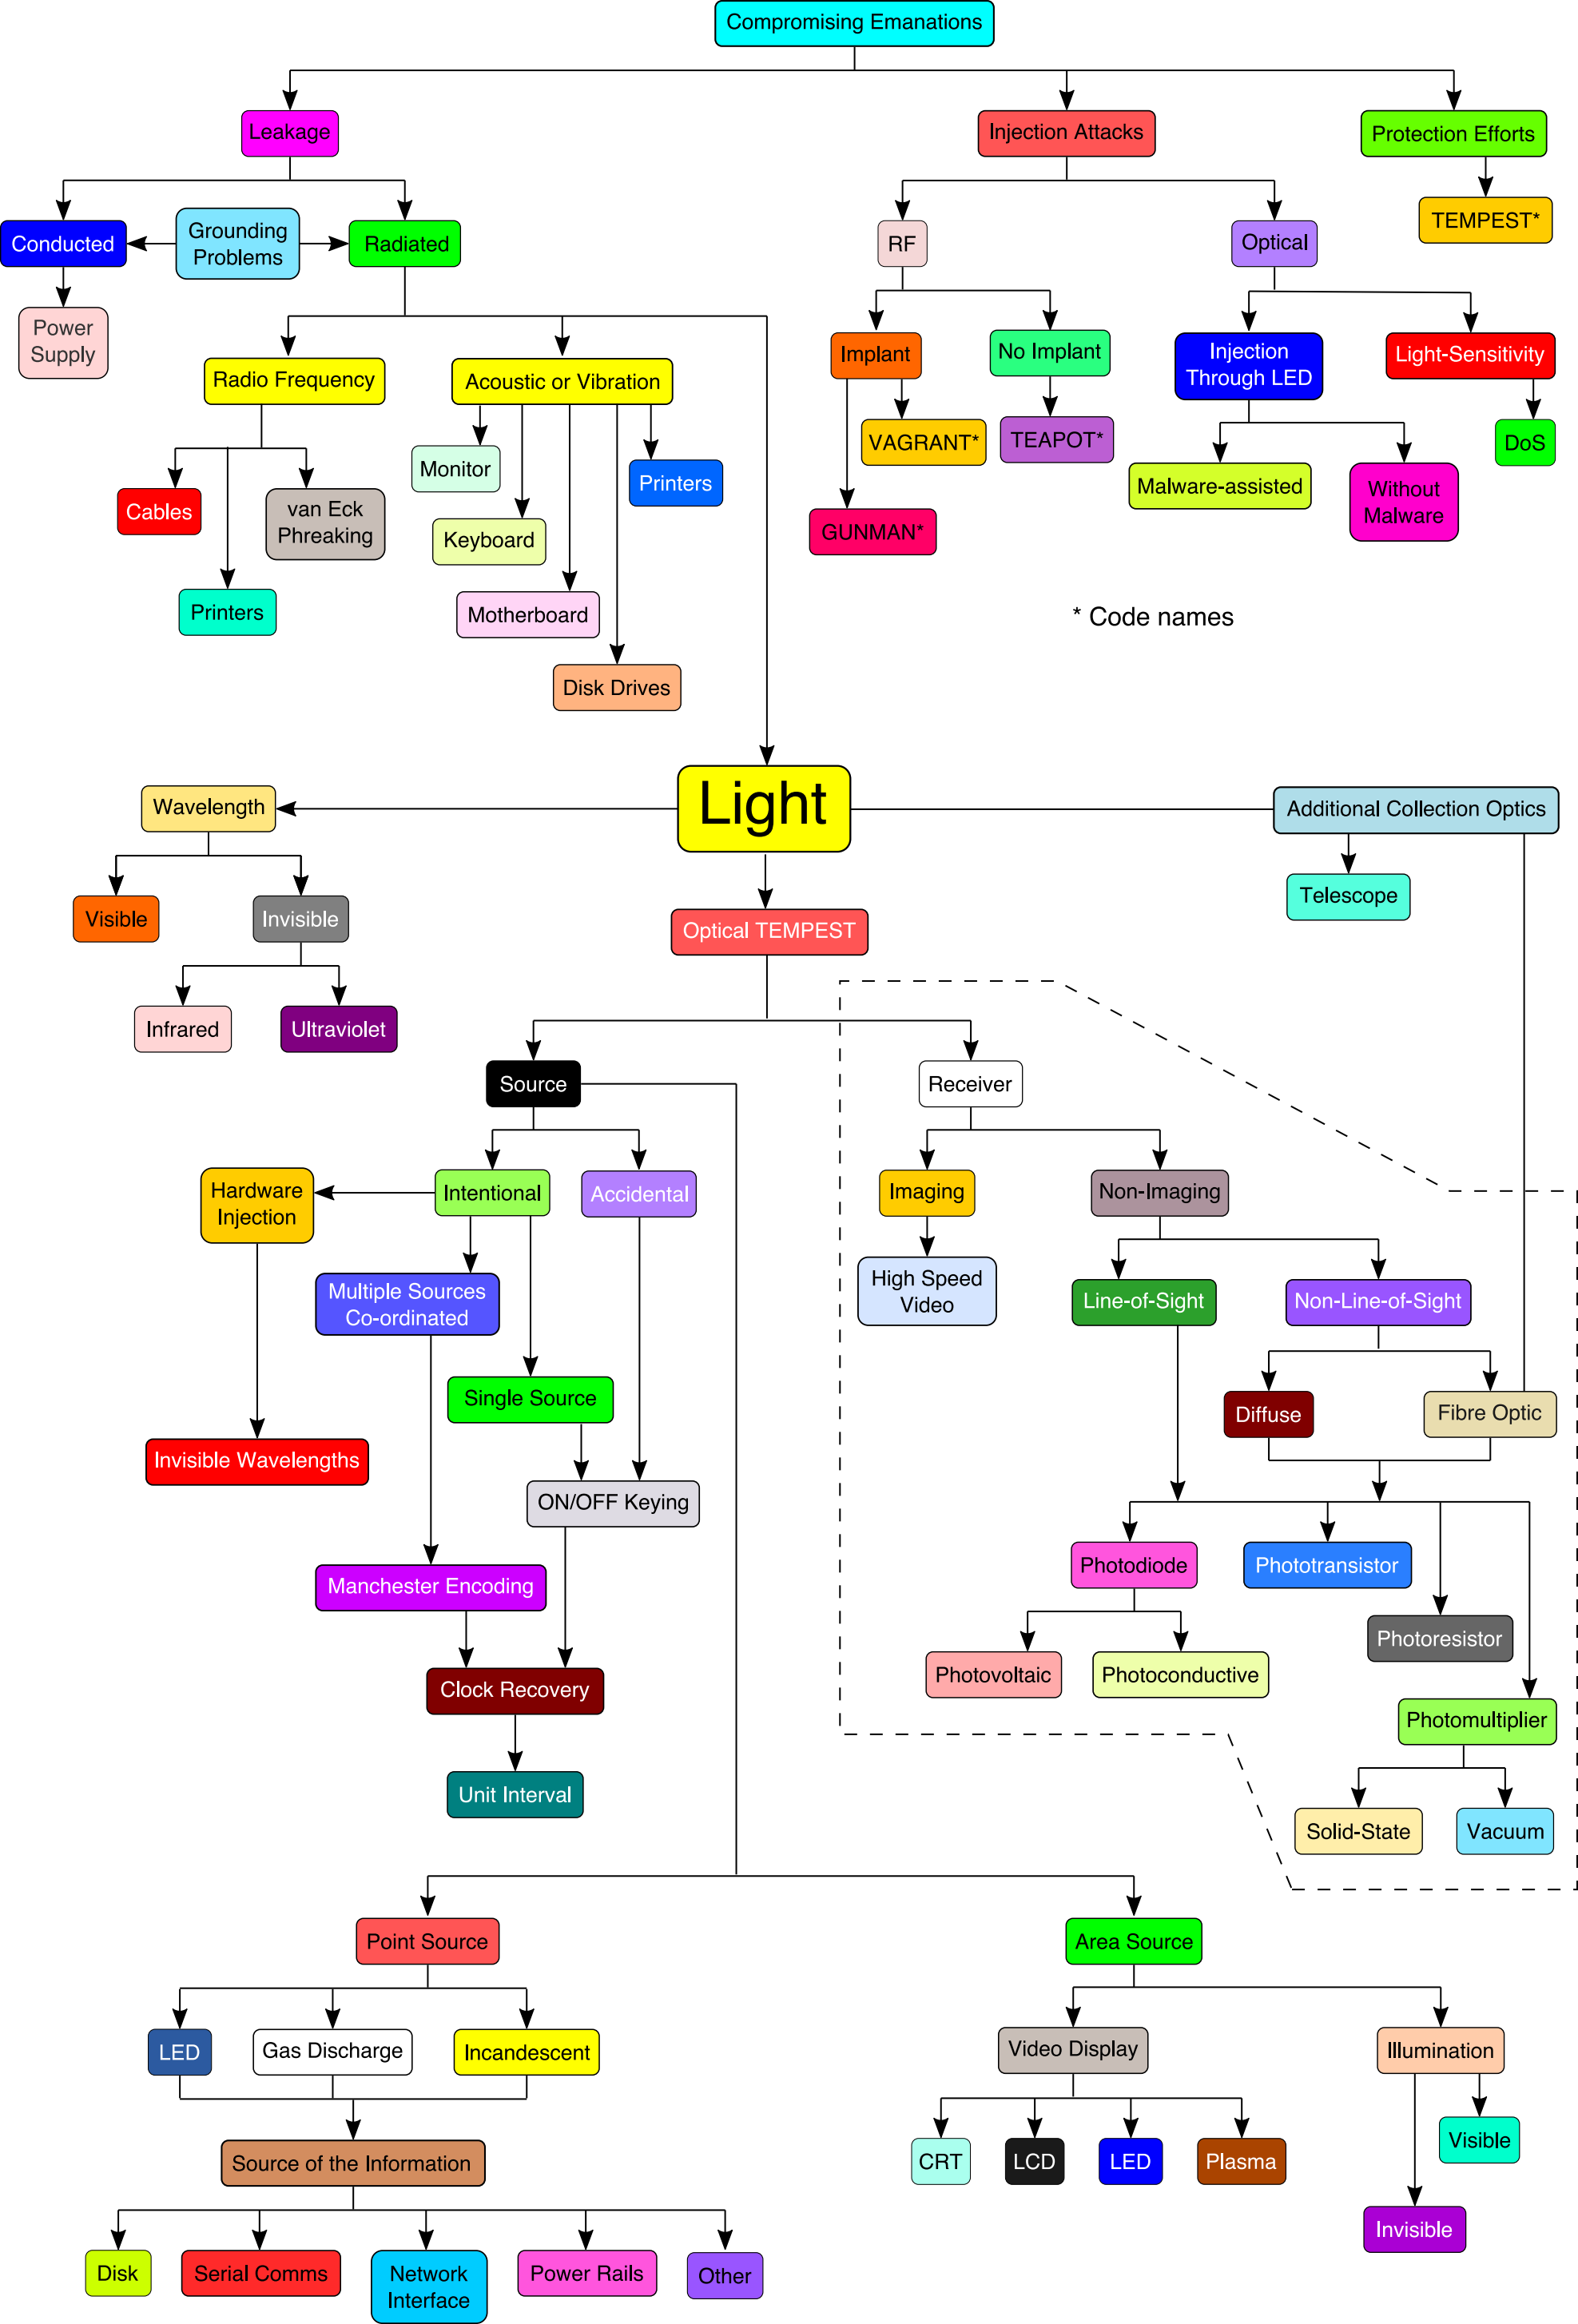 Compromising Emanations
Leakage
Injection Attacks
Protection Efforts
Conducted
Grounding
Problems
Radiated
RF
Optical
TEMPEST*
Power
Supply
Radio Frequency
Acoustic or Vibration
Implant
No Implant
Injection
Through LED
Light-Sensitivity
Monitor
Printers
VAGRANT*
TEAPOT*
DoS
Cables
van Eck
Phreaking
Keyboard
GUNMAN*
Malware-assisted
Without
Malware
Printers
Motherboard
* Code names
Disk Drives
Wavelength
Light
Additional Collection Optics
Visible
Invisible
Optical TEMPEST
Telescope
Infrared
Ultraviolet
Source
Receiver
Hardware
Injection
Intentional
Accidental
Imaging
Non-Imaging
Multiple Sources
Co-ordinated
High Speed
Video
Line-of-Sight
Non-Line-of-Sight
Single Source
Diffuse
Fibre Optic
Invisible Wavelengths
ON/OFF Keying
Manchester Encoding
Photodiode
Phototransistor
Photoresistor
Clock Recovery
Photovoltaic
Photoconductive
Photomultiplier
Unit Interval
Solid-State
Vacuum
Point Source
Area Source
LED
Gas Discharge
Incandescent
Video Display
Illumination
Source of the Information
CRT
LCD
LED
Plasma
Visible
Invisible
Disk
Serial Comms
Network
Interface
Power Rails
Other